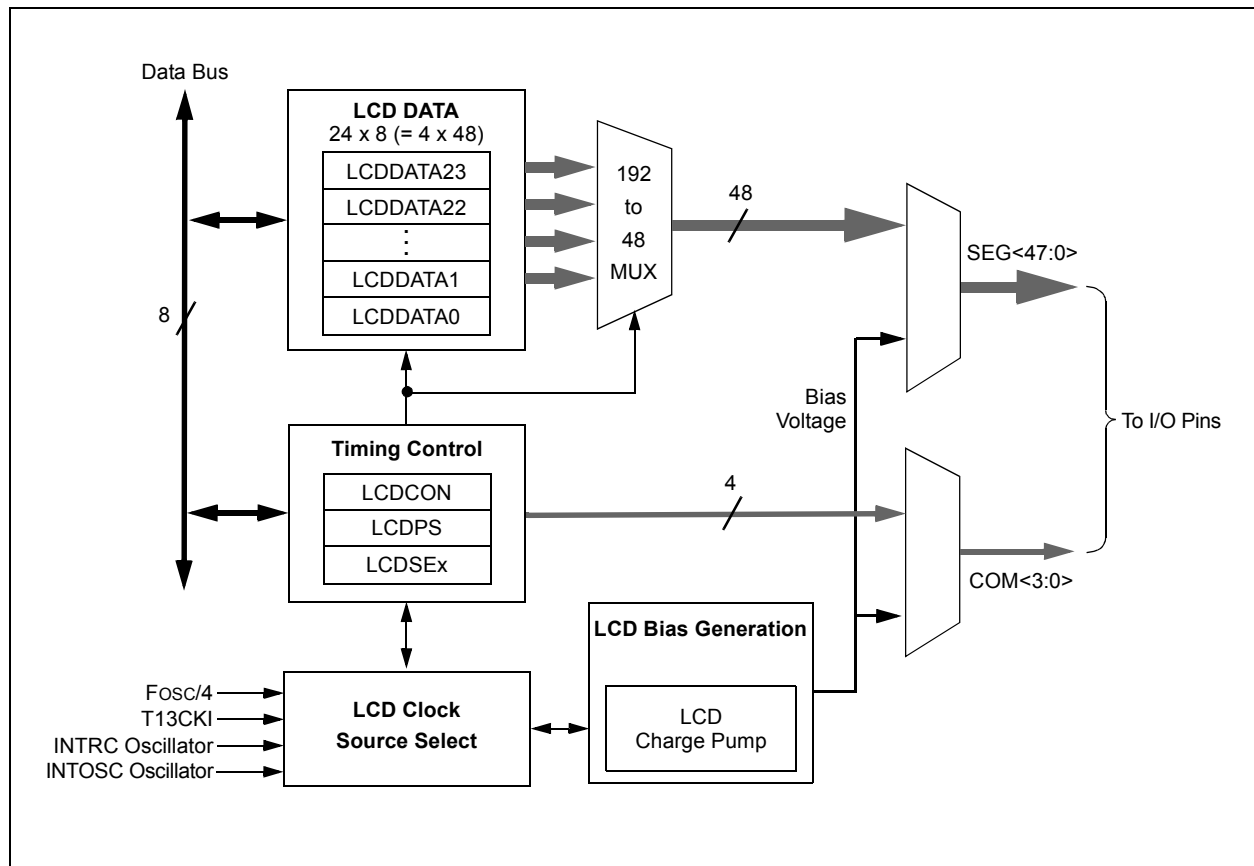 Data Bus
8
LCD DATA
24 x 8 (= 4 x 48)
LCDDATA23
LCDDATA22
⋮
LCDDATA1
LCDDATA0
192
to
48
MUX
48
SEG<47:0>
Bias
Voltage
To I/O Pins
Timing Control
LCDCON
LCDPS
LCDSEx
4
COM<3:0>
LCD Bias Generation
LCD
Charge Pump
FOSC/4
T13CKI
INTRC Oscillator
INTOSC Oscillator
LCD Clock
Source Select